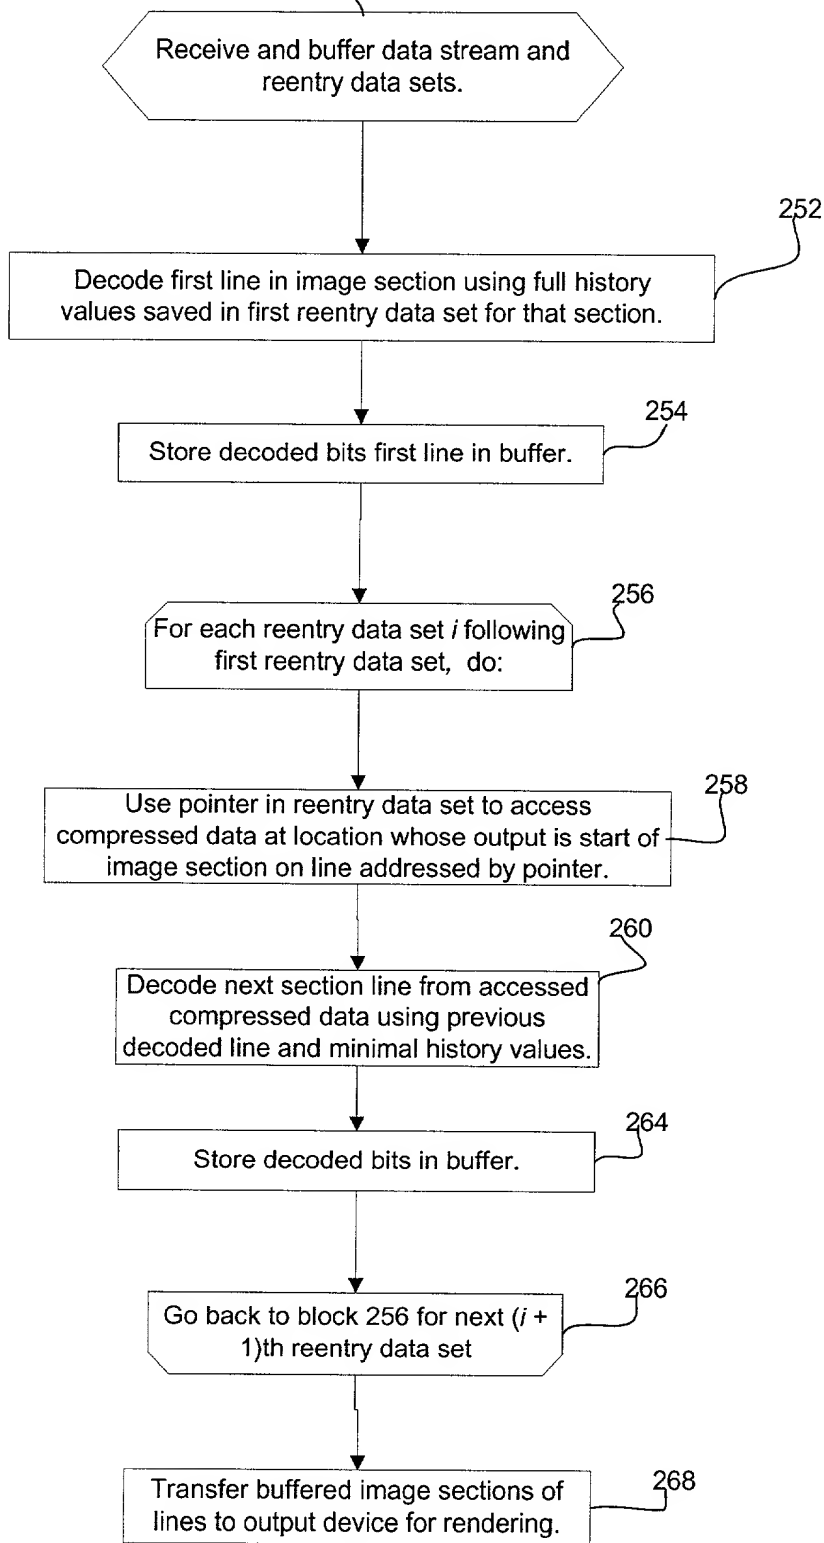 Receive and buffer data stream and
reentry data sets.
252
Decode first line in image section using full history
values saved in first reentry data set for that section.
254
Store decoded bits first line in buffer.
256
For each reentry data set i following
first reentry data set, do:
258
Use pointer in reentry data set to access
compressed data at location whose output is start of
image section on line addressed by pointer.
260
Decode next section line from accessed
compressed data using previous
decoded line and minimal history values.
264
Store decoded bits in buffer.
266
Go back to block 256 for next (i +
1)th reentry data set
268
Transfer buffered image sections of
lines to output device for rendering.